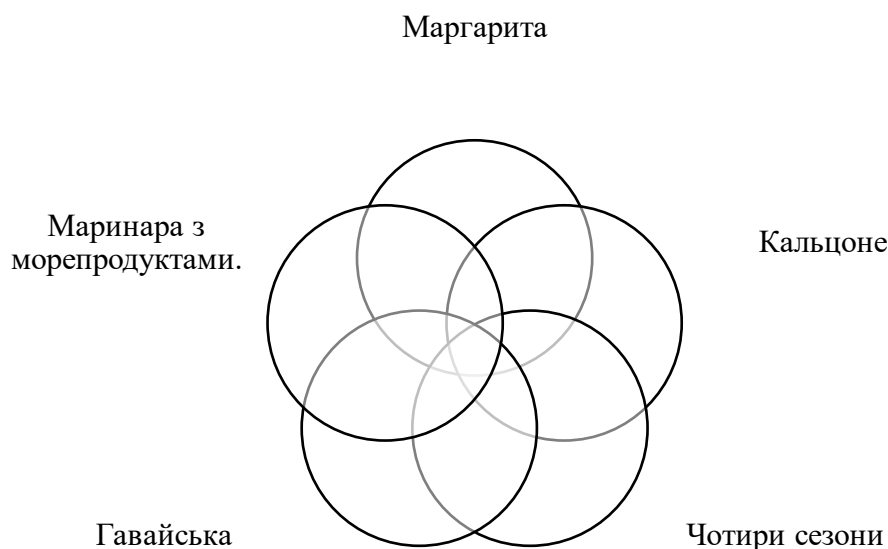 Маргарита
Маринара з
морепродуктами.
Кальцоне
Гавайська
Чотири сезони